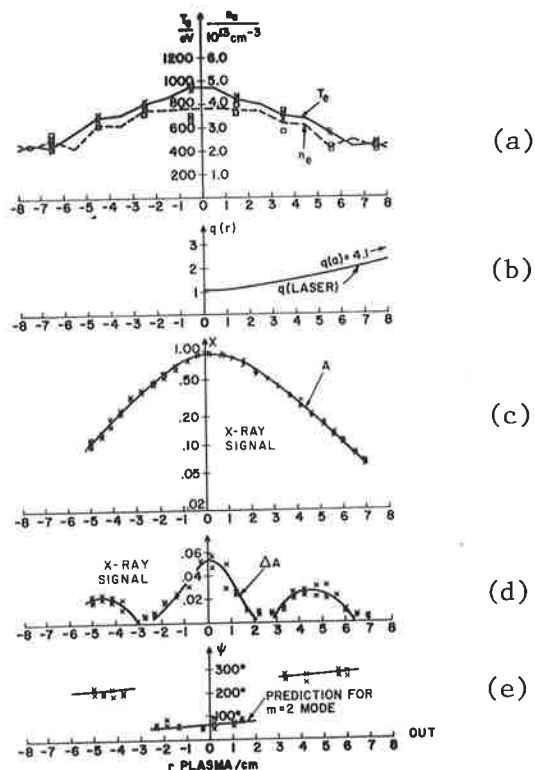 Te
eV
ne
10^13 cm^-3
1200 6.0
1000 5.0
800 4.0
600 3.0
400 2.0
200 1.0
Te
ne
(a)
-8 -7 -6 -5 -4 -3 -2 -1 0 1 2 3 4 5 6 7 8
q(r)
3
2
1
q(a)=4.1
q(LASER)
(b)
-8 -7 -6 -5 -4 -3 -2 -1 0 1 2 3 4 5 6 7 8
X
1.00
.50
.20
.10
.05
.02
A
X-RAY
SIGNAL
(c)
-8 -7 -6 -5 -4 -3 -2 -1 0 1 2 3 4 5 6 7 8
X-RAY
SIGNAL
.06
.04
.02
ΔA
(d)
-8 -7 -6 -5 -4 -3 -2 -1 0 1 2 3 4 5 6 7 8
ψ
300°
200°
100°
PREDICTION FOR
m=2 MODE
(e)
OUT
-8 -7 -6 -5 -4 -3 -2 -1 0 1 2 3 4 5 6 7 8
r PLASMA/cm